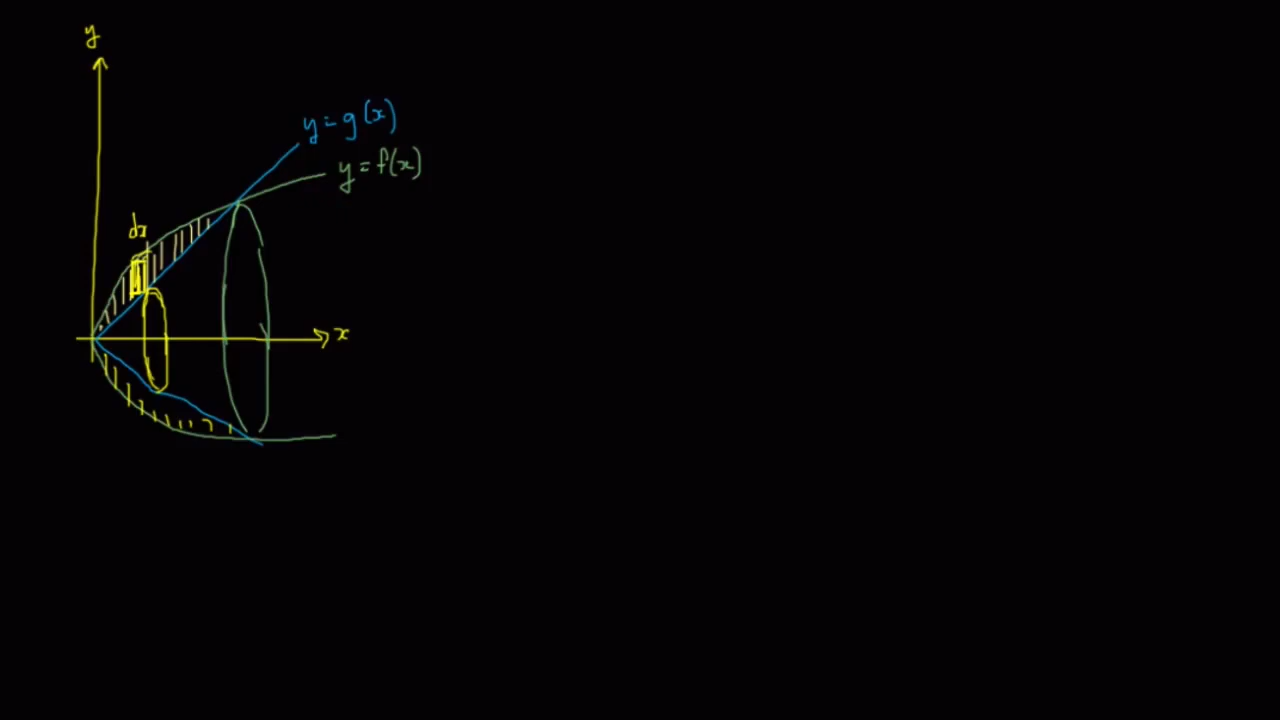 y
y = g(x)
y = f(x)
dx
x